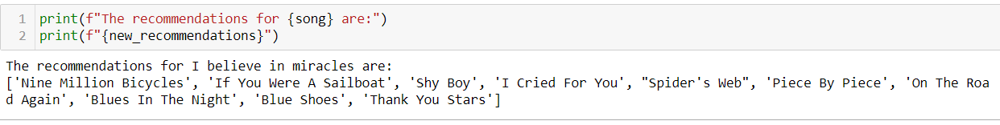 1 print(f"The recommendations for {song} are:")
2 print(f"{new_recommendations}")
The recommendations for I believe in miracles are:
['Nine Million Bicycles', 'If You Were A Sailboat', 'Shy Boy', 'I Cried For You', "Spider's Web", 'Piece By Piece', 'On The Roa
d Again', 'Blues In The Night', 'Blue Shoes', 'Thank You Stars']